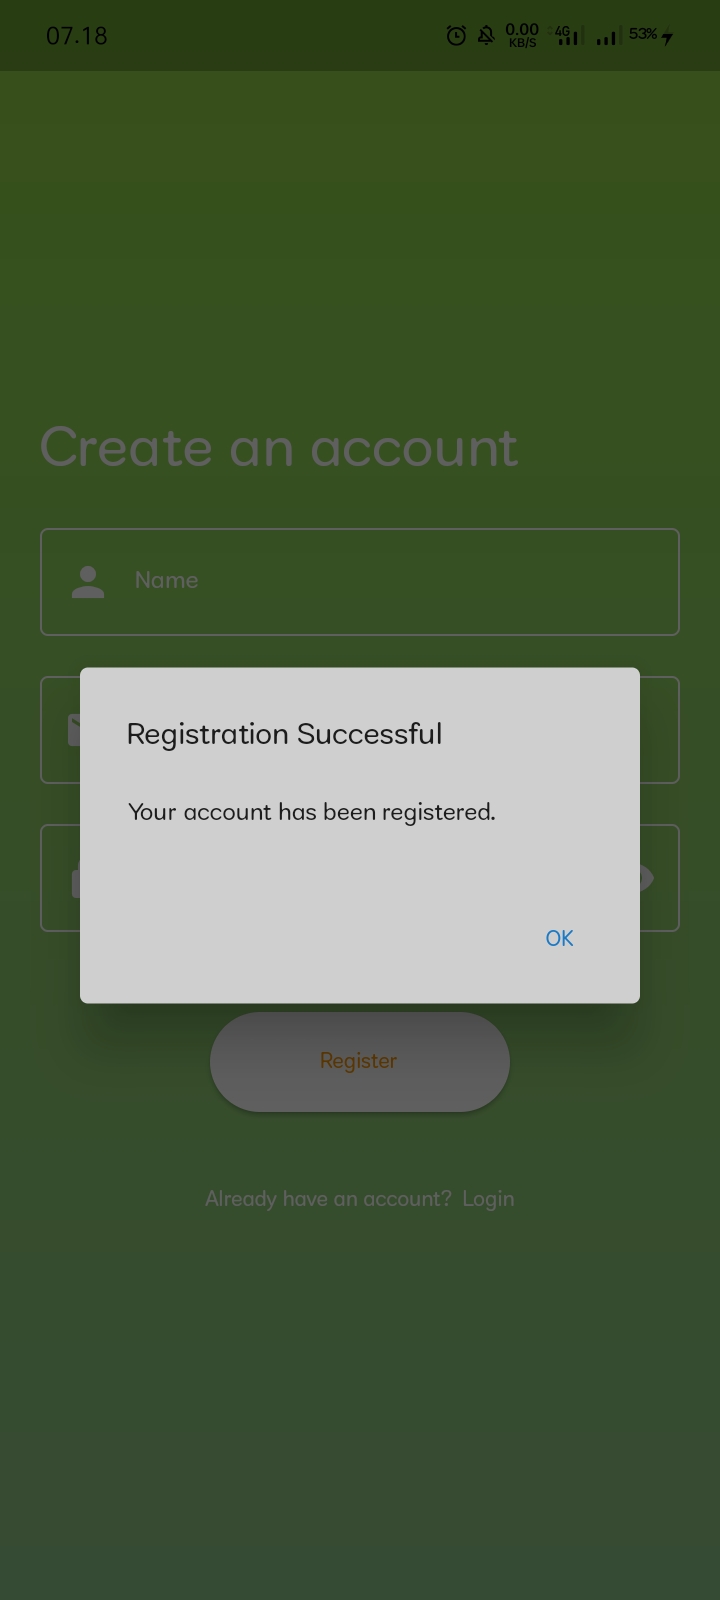 07.18
0.00
KB/S
4G
53%
Create an account
Name
Registration Successful
Your account has been registered.
OK
Register
Already have an account? Login